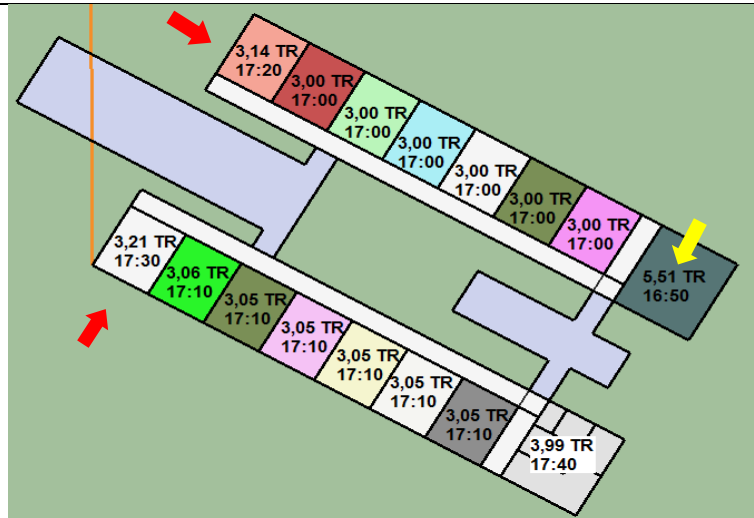 3,14 TR
17:20
3,00 TR
17:00
3,00 TR
17:00
3,00 TR
17:00
3,00 TR
17:00
3,00 TR
17:00
3,00 TR
17:00
5,51 TR
16:50
3,21 TR
17:30
3,06 TR
17:10
3,05 TR
17:10
3,05 TR
17:10
3,05 TR
17:10
3,05 TR
17:10
3,05 TR
17:10
3,99 TR
17:40